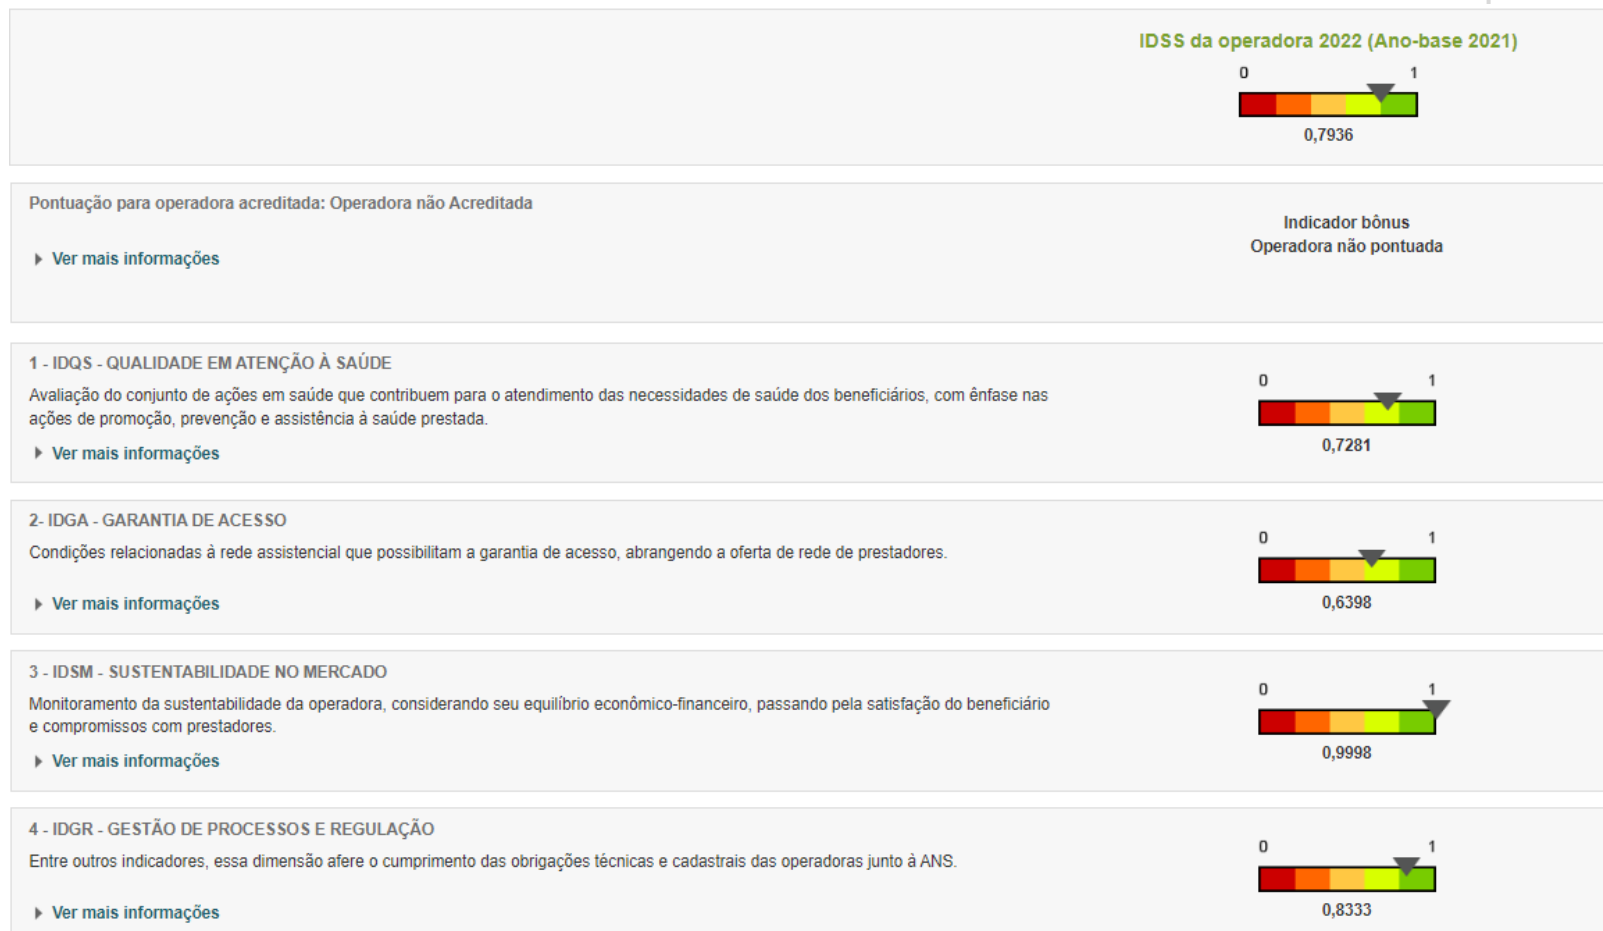 IDSS da operadora 2022 (Ano-base 2021)
0 1
0,7936
Pontuação para operadora acreditada: Operadora não Acreditada
Indicador bônus
Operadora não pontuada
Ver mais informações
1 - IDQS - QUALIDADE EM ATENÇÃO À SAÚDE
Avaliação do conjunto de ações em saúde que contribuem para o atendimento das necessidades de saúde dos beneficiários, com ênfase nas
ações de promoção, prevenção e assistência à saúde prestada.
Ver mais informações
0 1
0,7281
2- IDGA - GARANTIA DE ACESSO
Condições relacionadas à rede assistencial que possibilitam a garantia de acesso, abrangendo a oferta de rede de prestadores.
Ver mais informações
0 1
0,6398
3 - IDSM - SUSTENTABILIDADE NO MERCADO
Monitoramento da sustentabilidade da operadora, considerando seu equilíbrio econômico-financeiro, passando pela satisfação do beneficiário
e compromissos com prestadores.
Ver mais informações
0 1
0,9998
4 - IDGR - GESTÃO DE PROCESSOS E REGULAÇÃO
Entre outros indicadores, essa dimensão afere o cumprimento das obrigações técnicas e cadastrais das operadoras junto à ANS.
Ver mais informações
0 1
0,8333